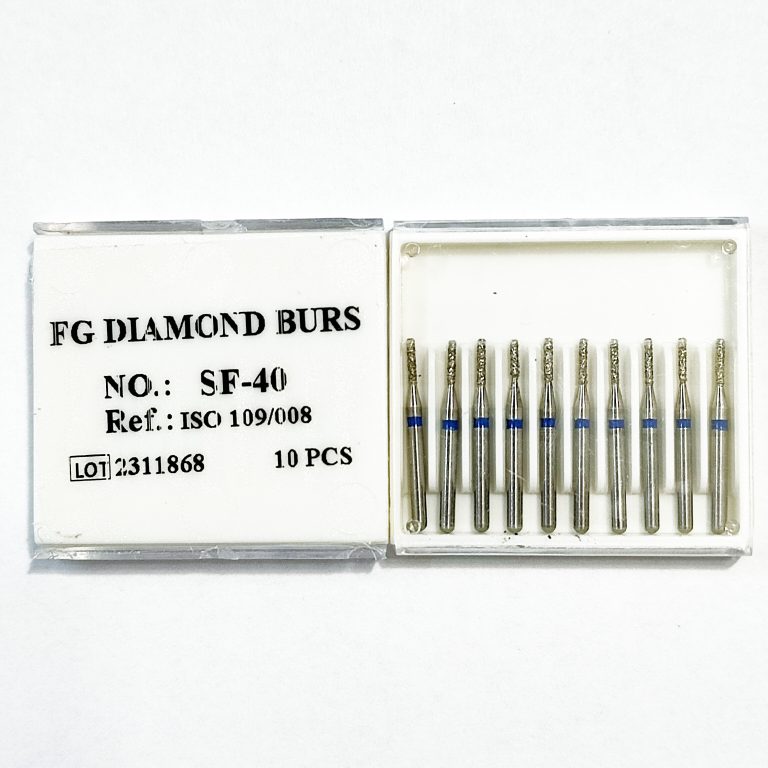 FG DIAMOND BURS
NO.: SF-40
Ref.: ISO 109/008
LOT 2311868 10 PCS